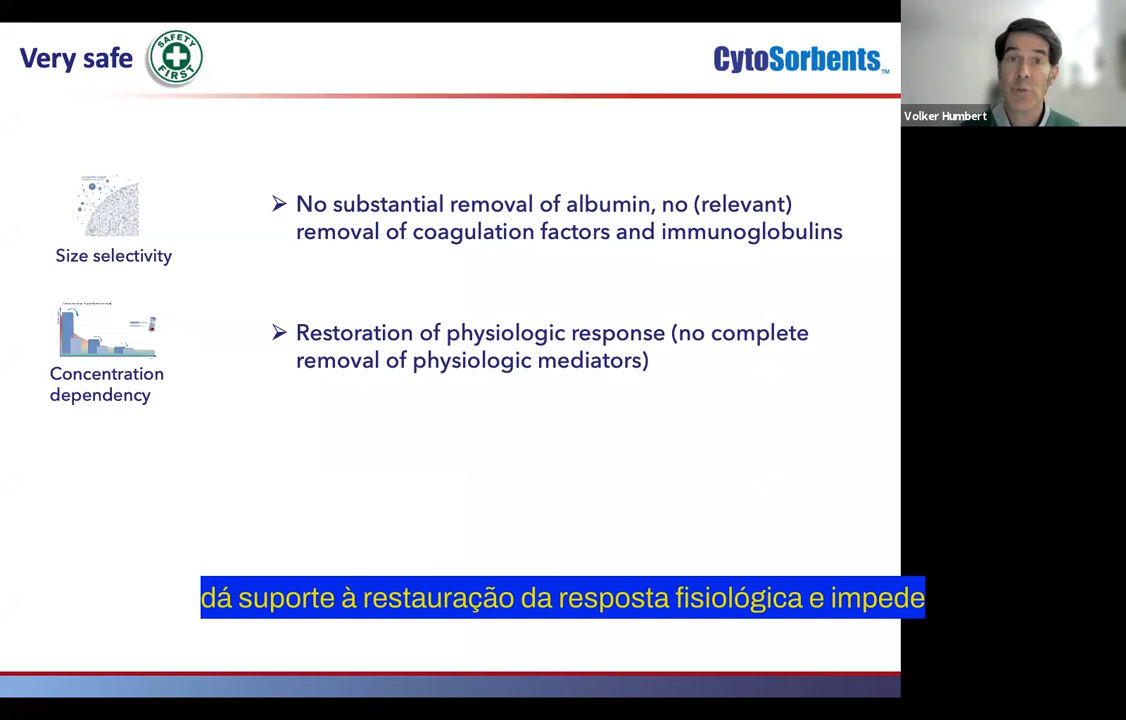 Very safe
SAFETY
FIRST
CytoSorbents™
Volker Humbert
Size selectivity
➢ No substantial removal of albumin, no (relevant)
removal of coagulation factors and immunoglobulins
Concentration
dependency
➢ Restoration of physiologic response (no complete
removal of physiologic mediators)
dá suporte à restauração da resposta fisiológica e impede